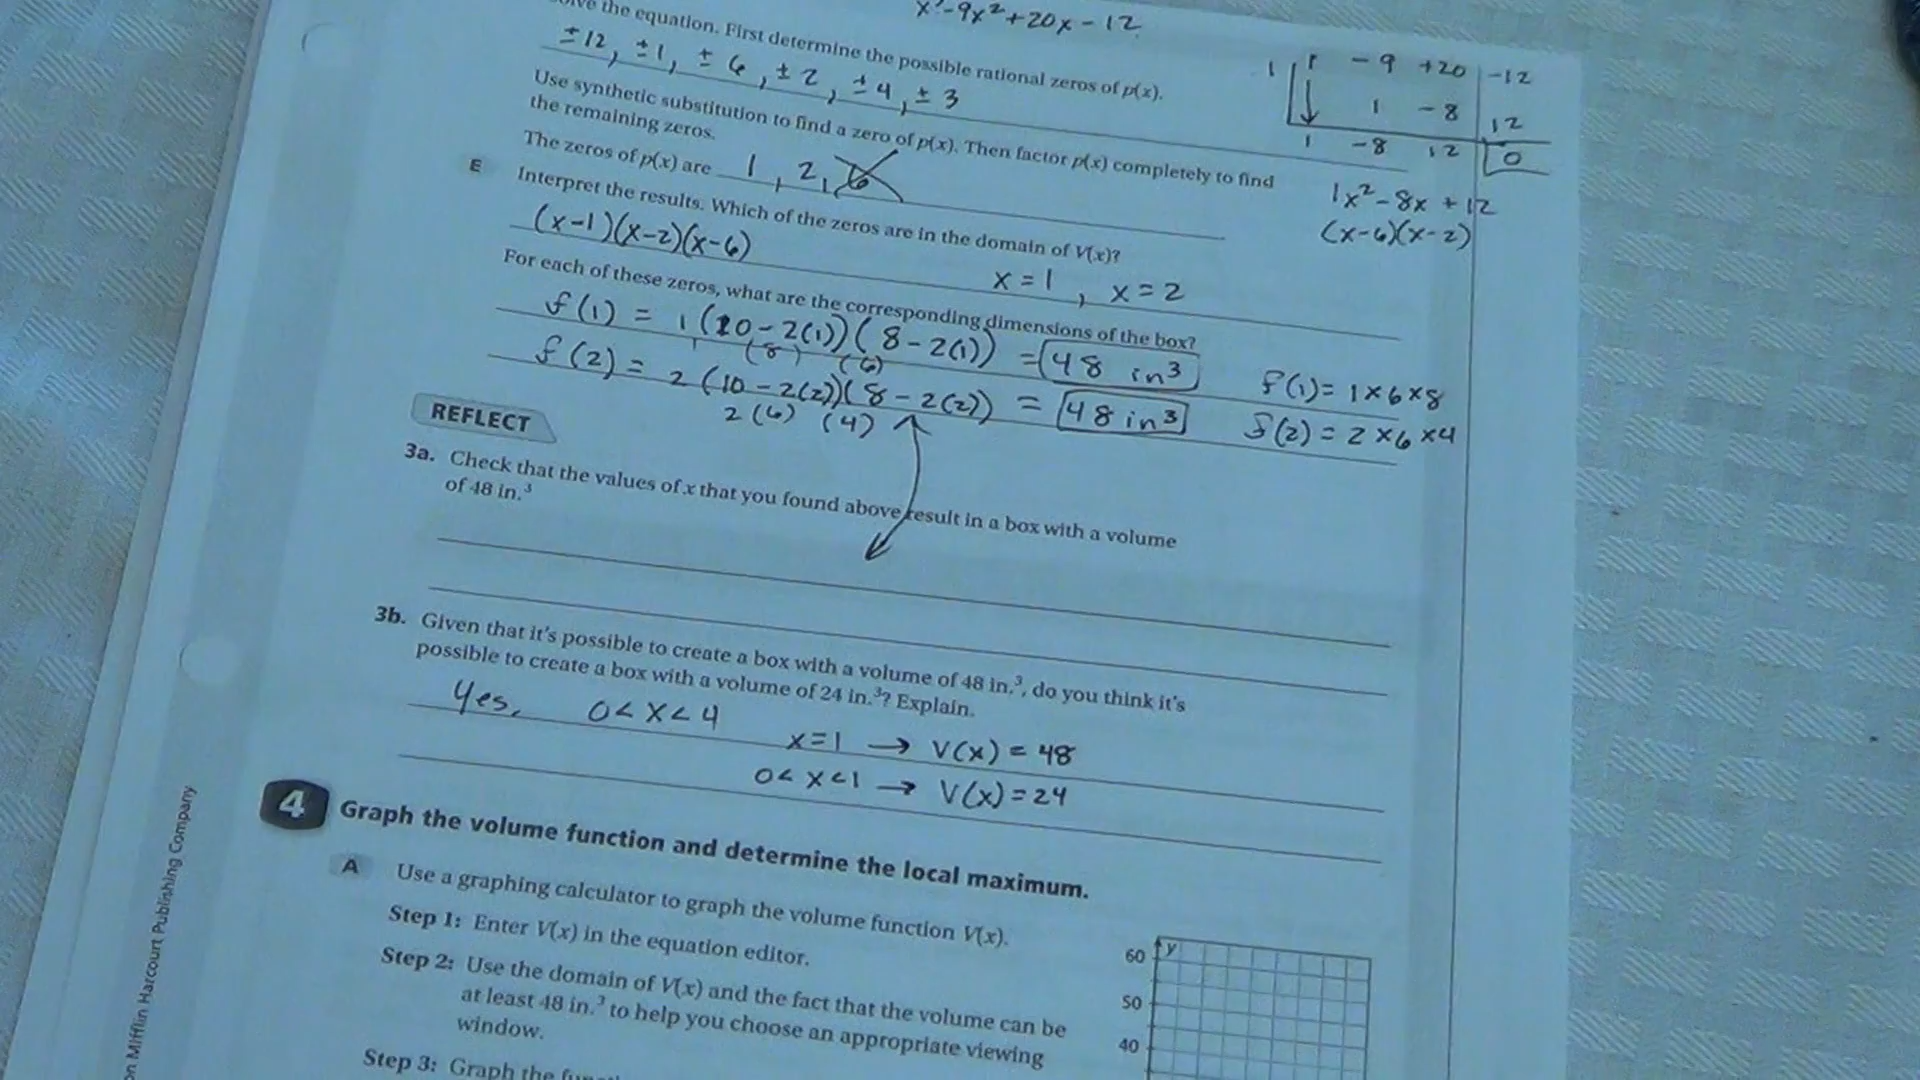 x³-9x²+20x-12
the equation. First determine the possible rational zeros of p(x).
±12, ±1, ±6, ±2, ±4, ±3
Use synthetic substitution to find a zero of p(x). Then factor p(x) completely to find
the remaining zeros.
The zeros of p(x) are 1, 2, 6
1 1 -9 +20 -12
1 -8 12
1 -8 12 0
1x²-8x+12
(x-6)(x-2)
E Interpret the results. Which of the zeros are in the domain of V(x)?
(x-1)(x-2)(x-6)
x=1, x=2
For each of these zeros, what are the corresponding dimensions of the box?
f(1) = 1(10-2(1))(8-2(1)) = 48 in³
1 (8) (6)
f(1)= 1×6×8
f(2) = 2(10-2(2))(8-2(2)) = 48 in³
2(6) (4)
f(2) = 2×6×4
REFLECT
3a. Check that the values of x that you found above result in a box with a volume
of 48 in.³
3b. Given that it's possible to create a box with a volume of 48 in.³, do you think it's
possible to create a box with a volume of 24 in.³? Explain.
Yes, 0<x<4
x=1 → V(x) = 48
0<x<1 → V(x)=24
4 Graph the volume function and determine the local maximum.
A Use a graphing calculator to graph the volume function V(x).
Step 1: Enter V(x) in the equation editor.
Step 2: Use the domain of V(x) and the fact that the volume can be
at least 48 in.³ to help you choose an appropriate viewing
window.
Step 3: Graph the
60 y
50
40
Mifflin Harcourt Publishing Company